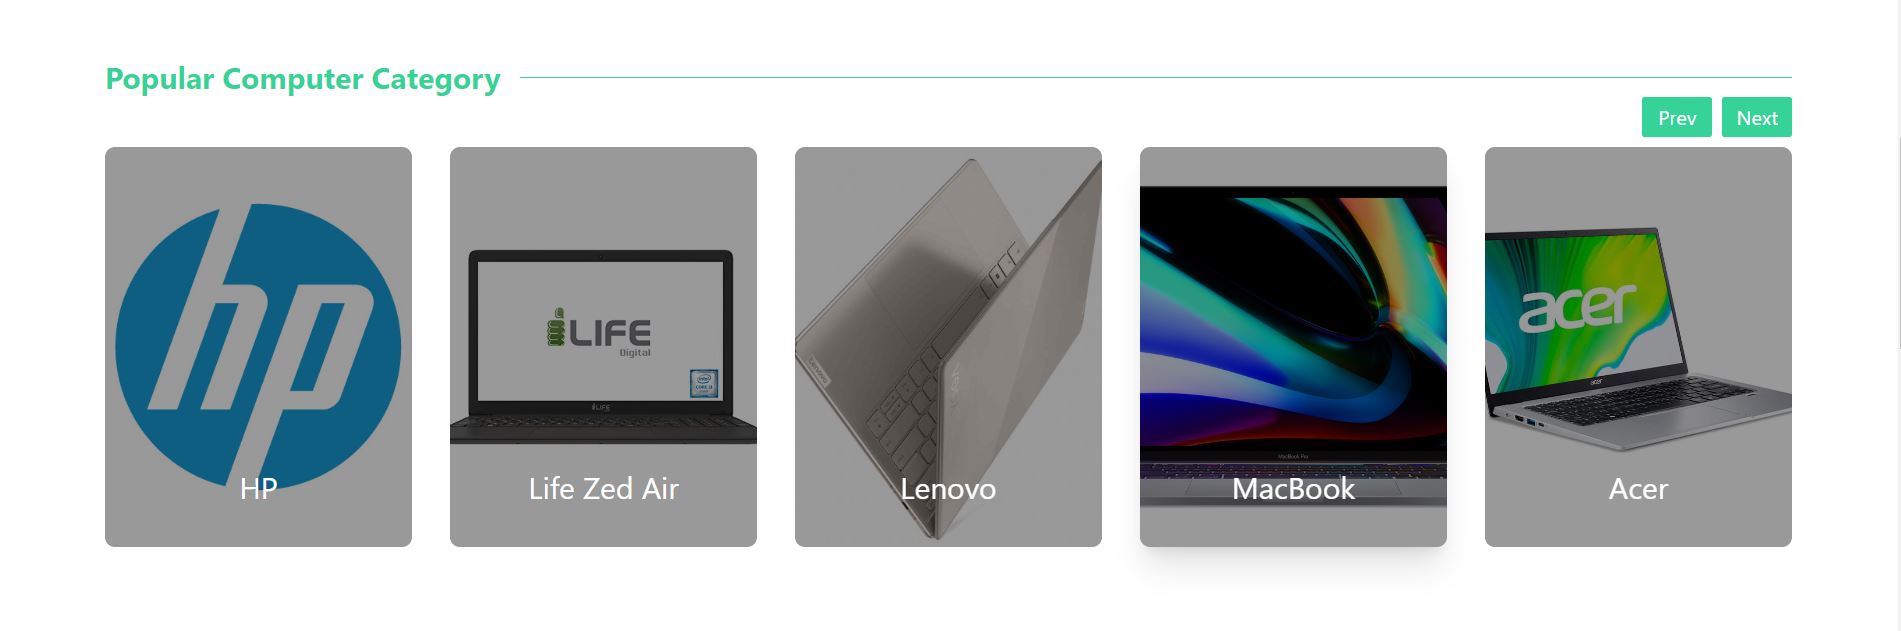 Popular Computer Category
Prev Next
hp
HP
LIFE
Digital
LIFE
Life Zed Air
Lenovo
Lenovo
MacBook Pro
MacBook
acer
acer
Acer